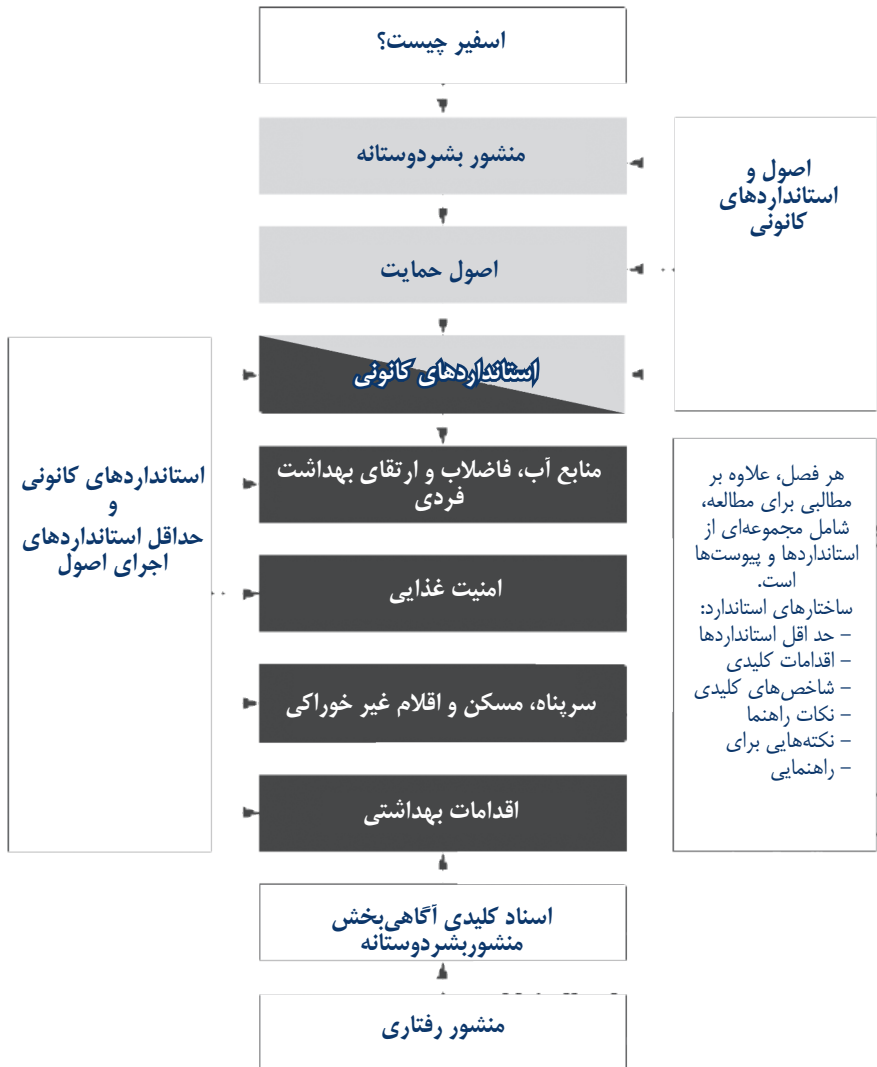 اسفیر چیست؟
منشور بشردوستانه
اصول حمایت
استانداردهای کانونی
منابع آب، فاضلاب و ارتقای بهداشت
فردی
امنیت غذایی
سرپناه، مسکن و اقلام غیر خوراکی
اقدامات بهداشتی
اسناد کلیدی آگاهی‌بخش
منشوربشردوستانه
منشور رفتاری
اصول و
استانداردهای
کانونی
هر فصل، علاوه بر
مطالبی برای مطالعه،
شامل مجموعه‌ای از
استانداردها و پیوست‌ها
است.
ساختارهای استاندارد:
– حد اقل استانداردها
– اقدامات کلیدی
– شاخص‌های کلیدی
– نکات راهنما
– نکته‌هایی برای
– راهنمایی
استانداردهای کانونی
و
حداقل استانداردهای
اجرای اصول